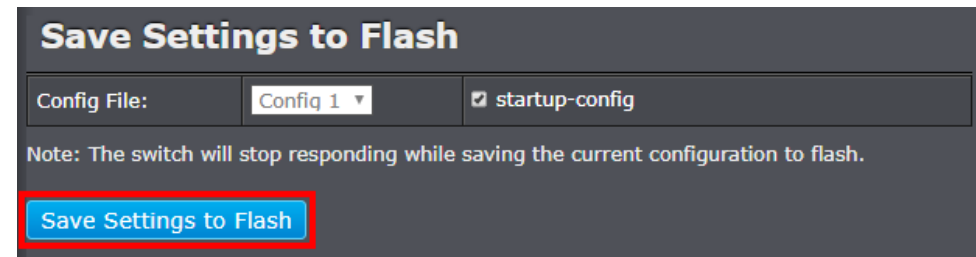 Save Settings to Flash
Config File: Config 1 startup-config
Note: The switch will stop responding while saving the current configuration to flash.
Save Settings to Flash